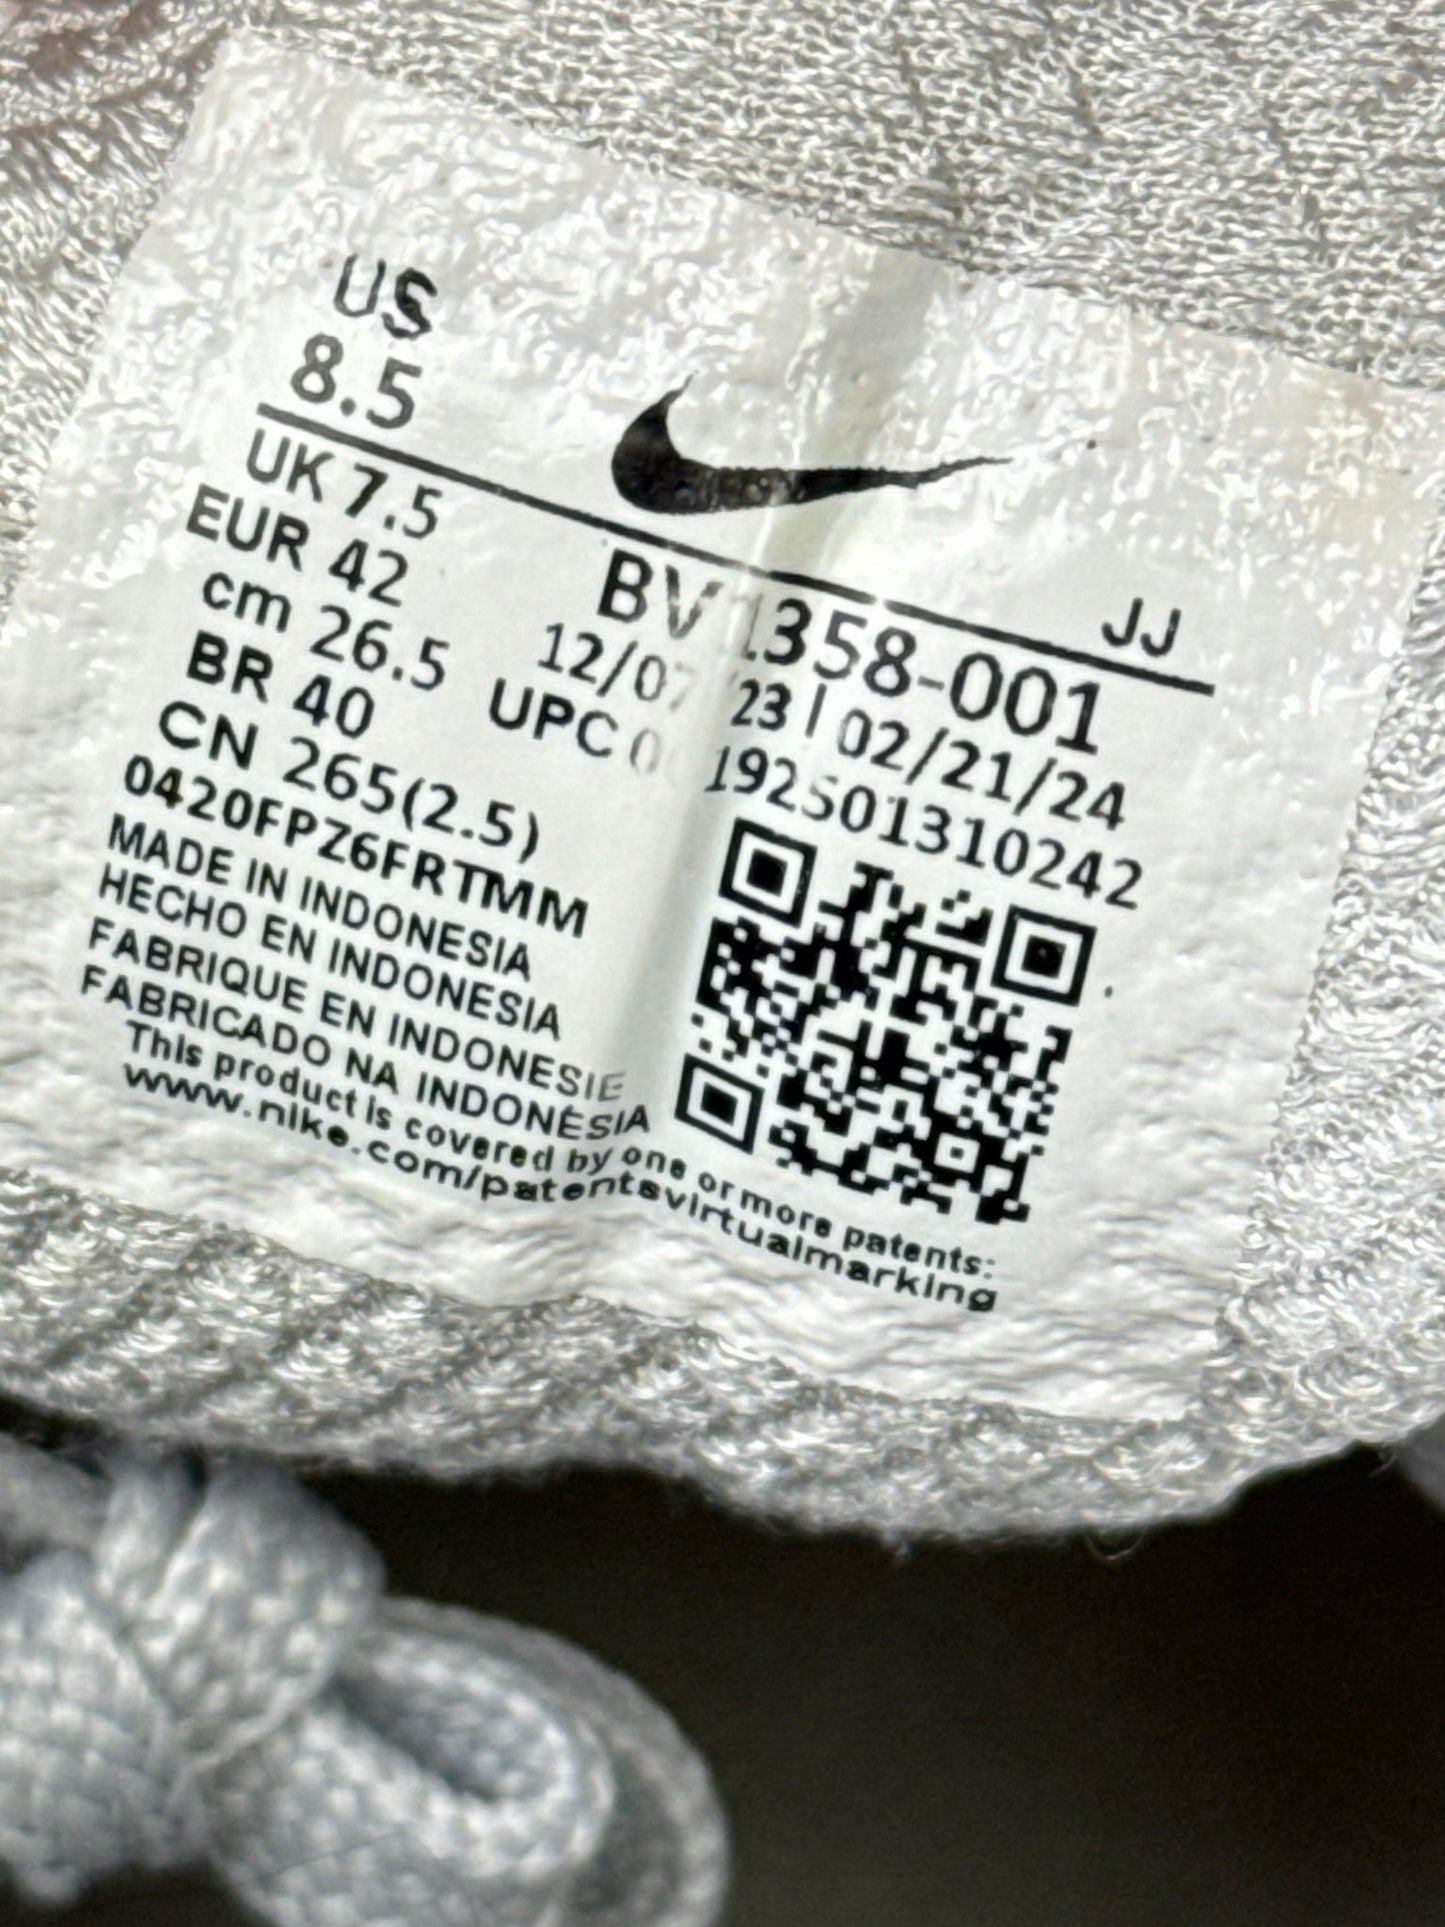 US
8.5
UK 7.5
EUR 42
cm 26.5
BR 40
CN 265(2.5)
0420FPZ6FRTMM
MADE IN INDONESIA
HECHO EN INDONESIA
FABRIQUE EN INDONESIE
FABRICADO NA INDONÉSIA
This product is covered by one or more patents:
www.nike.com/patentsvirtualmarking
JJ
BV1358-001
12/07/23 | 02/21/24
UPC 192501310242